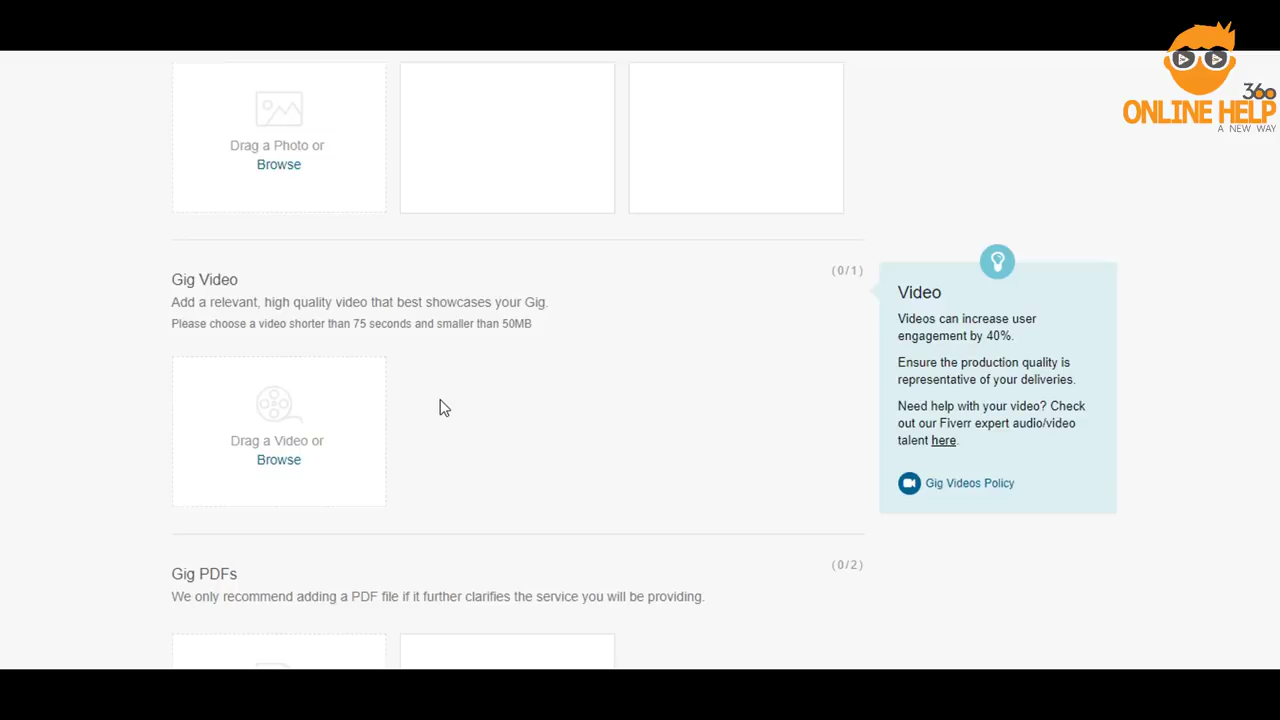 360
ONLINE HELP
A NEW WAY
Drag a Photo or
Browse
Gig Video
(0/1)
Add a relevant, high quality video that best showcases your Gig.
Please choose a video shorter than 75 seconds and smaller than 50MB
Drag a Video or
Browse
Video
Videos can increase user
engagement by 40%.
Ensure the production quality is
representative of your deliveries.
Need help with your video? Check
out our Fiverr expert audio/video
talent here.
Gig Videos Policy
Gig PDFs
(0/2)
We only recommend adding a PDF file if it further clarifies the service you will be providing.